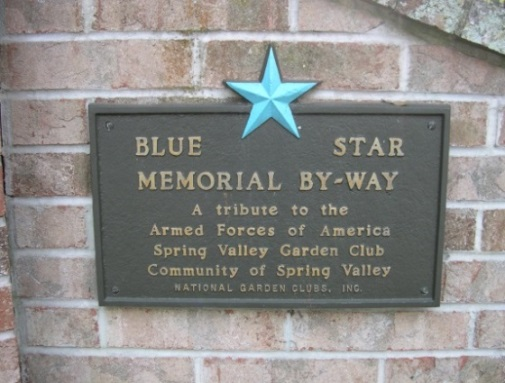 BLUE STAR
MEMORIAL BY-WAY
A tribute to the
Armed Forces of America
Spring Valley Garden Club
Community of Spring Valley
NATIONAL GARDEN CLUBS, INC.